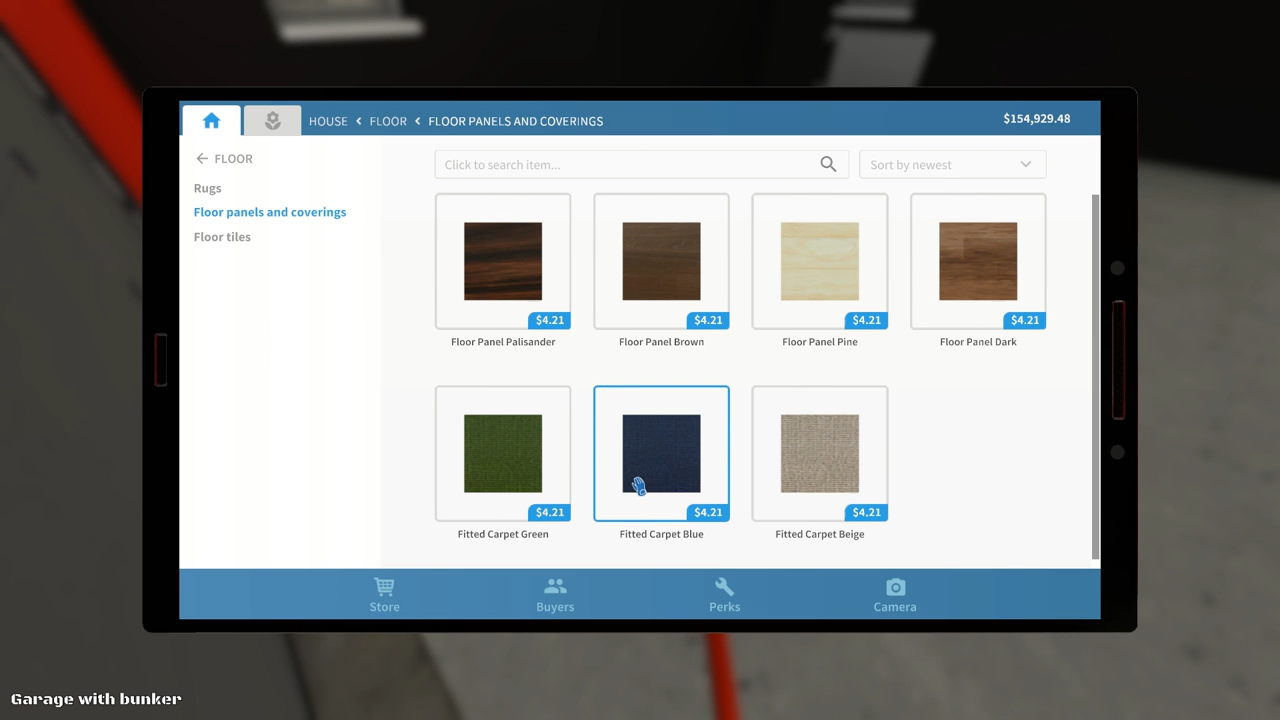 HOUSE < FLOOR < FLOOR PANELS AND COVERINGS
$154,929.48
FLOOR
Rugs
Floor panels and coverings
Floor tiles
Click to search item...
Sort by newest
$4.21
$4.21
$4.21
$4.21
Floor Panel Palisander
Floor Panel Brown
Floor Panel Pine
Floor Panel Dark
$4.21
$4.21
$4.21
Fitted Carpet Green
Fitted Carpet Blue
Fitted Carpet Beige
Store
Buyers
Perks
Camera
Garage with bunker